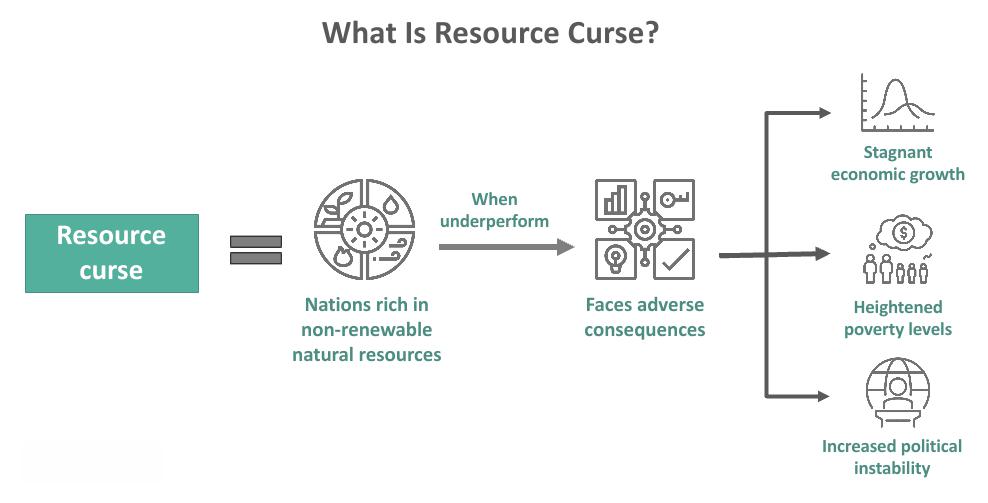 What Is Resource Curse?
Resource
curse
Nations rich in
non-renewable
natural resources
When
underperform
Faces adverse
consequences
Stagnant
economic growth
$
Heightened
poverty levels
Increased political
instability